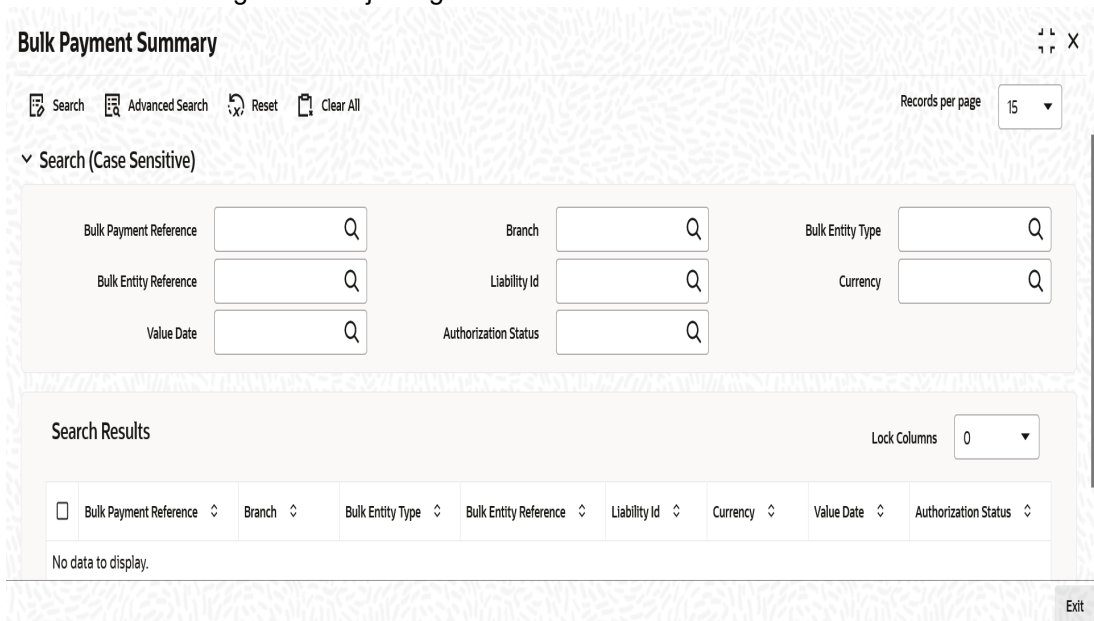 Bulk Payment Summary
Search Advanced Search Reset Clear All Records per page 15
Search (Case Sensitive)
Bulk Payment Reference Branch Bulk Entity Type
Bulk Entity Reference Liability Id Currency
Value Date Authorization Status
Search Results Lock Columns 0
Bulk Payment Reference Branch Bulk Entity Type Bulk Entity Reference Liability Id Currency Value Date Authorization Status
No data to display.
Exit